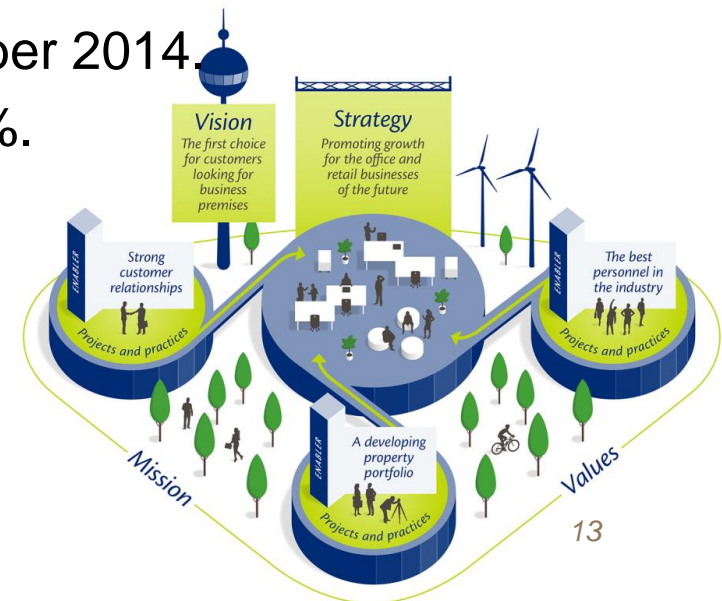 ber 2014.
%.
Vision
The first choice
for customers
looking for
business
premises
Strategy
Promoting growth
for the office and
retail businesses
of the future
ENABLER
Strong
customer
relationships
Projects and practices
ENABLER
The best
personnel in
the industry
Projects and practices
ENABLER
A developing
property
portfolio
Projects and practices
Mission
Values
13